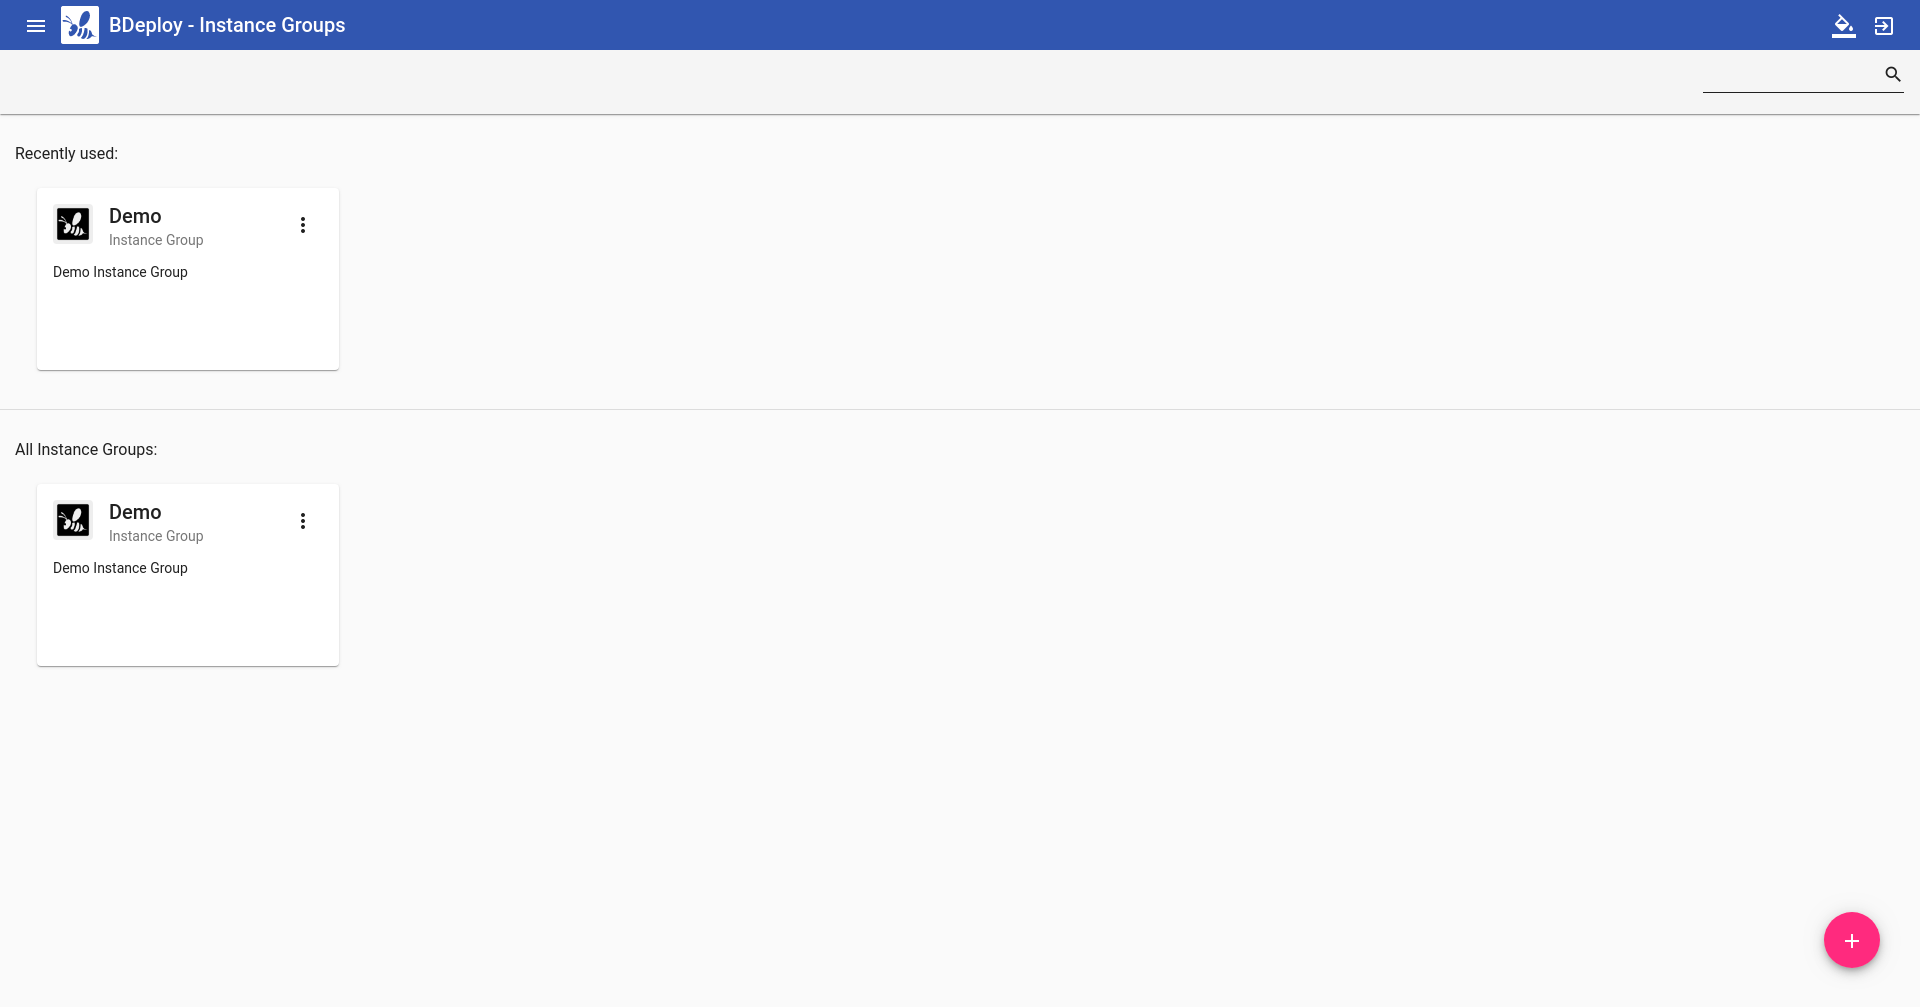 BDeploy - Instance Groups
Recently used:
Demo
Instance Group
Demo Instance Group
All Instance Groups:
Demo
Instance Group
Demo Instance Group